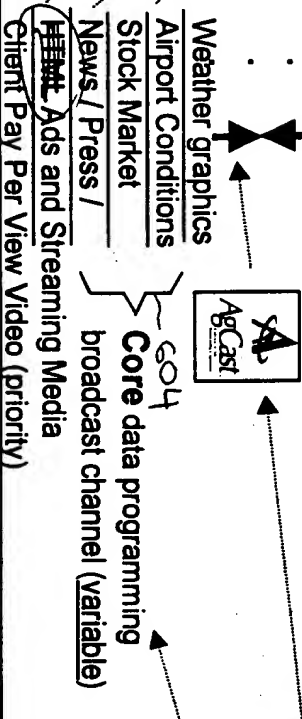 Weather graphics
Airport Conditions
Stock Market
News / Press /
HTML Ads and Streaming Media
Client Pay Per View Video (priority)
AgCast
604
Core data programming
broadcast channel (variable)